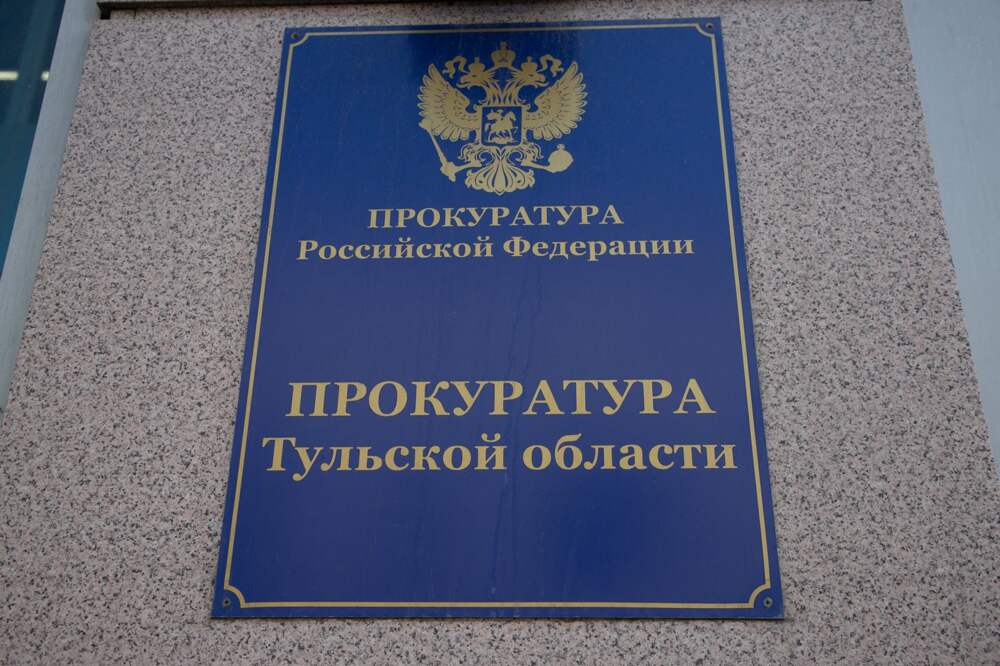 ПРОКУРАТУРА
Российской Федерации
ПРОКУРАТУРА
Тульской области